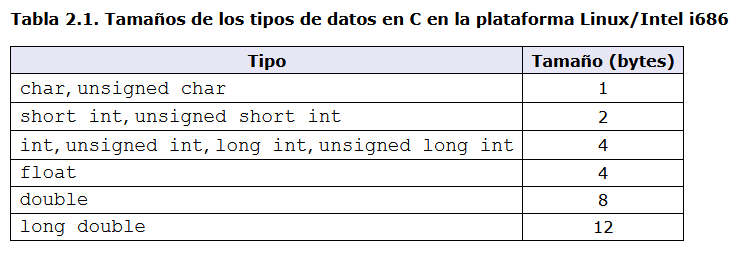 Tabla 2.1. Tamaños de los tipos de datos en C en la plataforma Linux/Intel i686
Tipo Tamaño (bytes)
char, unsigned char 1
short int, unsigned short int 2
int, unsigned int, long int, unsigned long int 4
float 4
double 8
long double 12